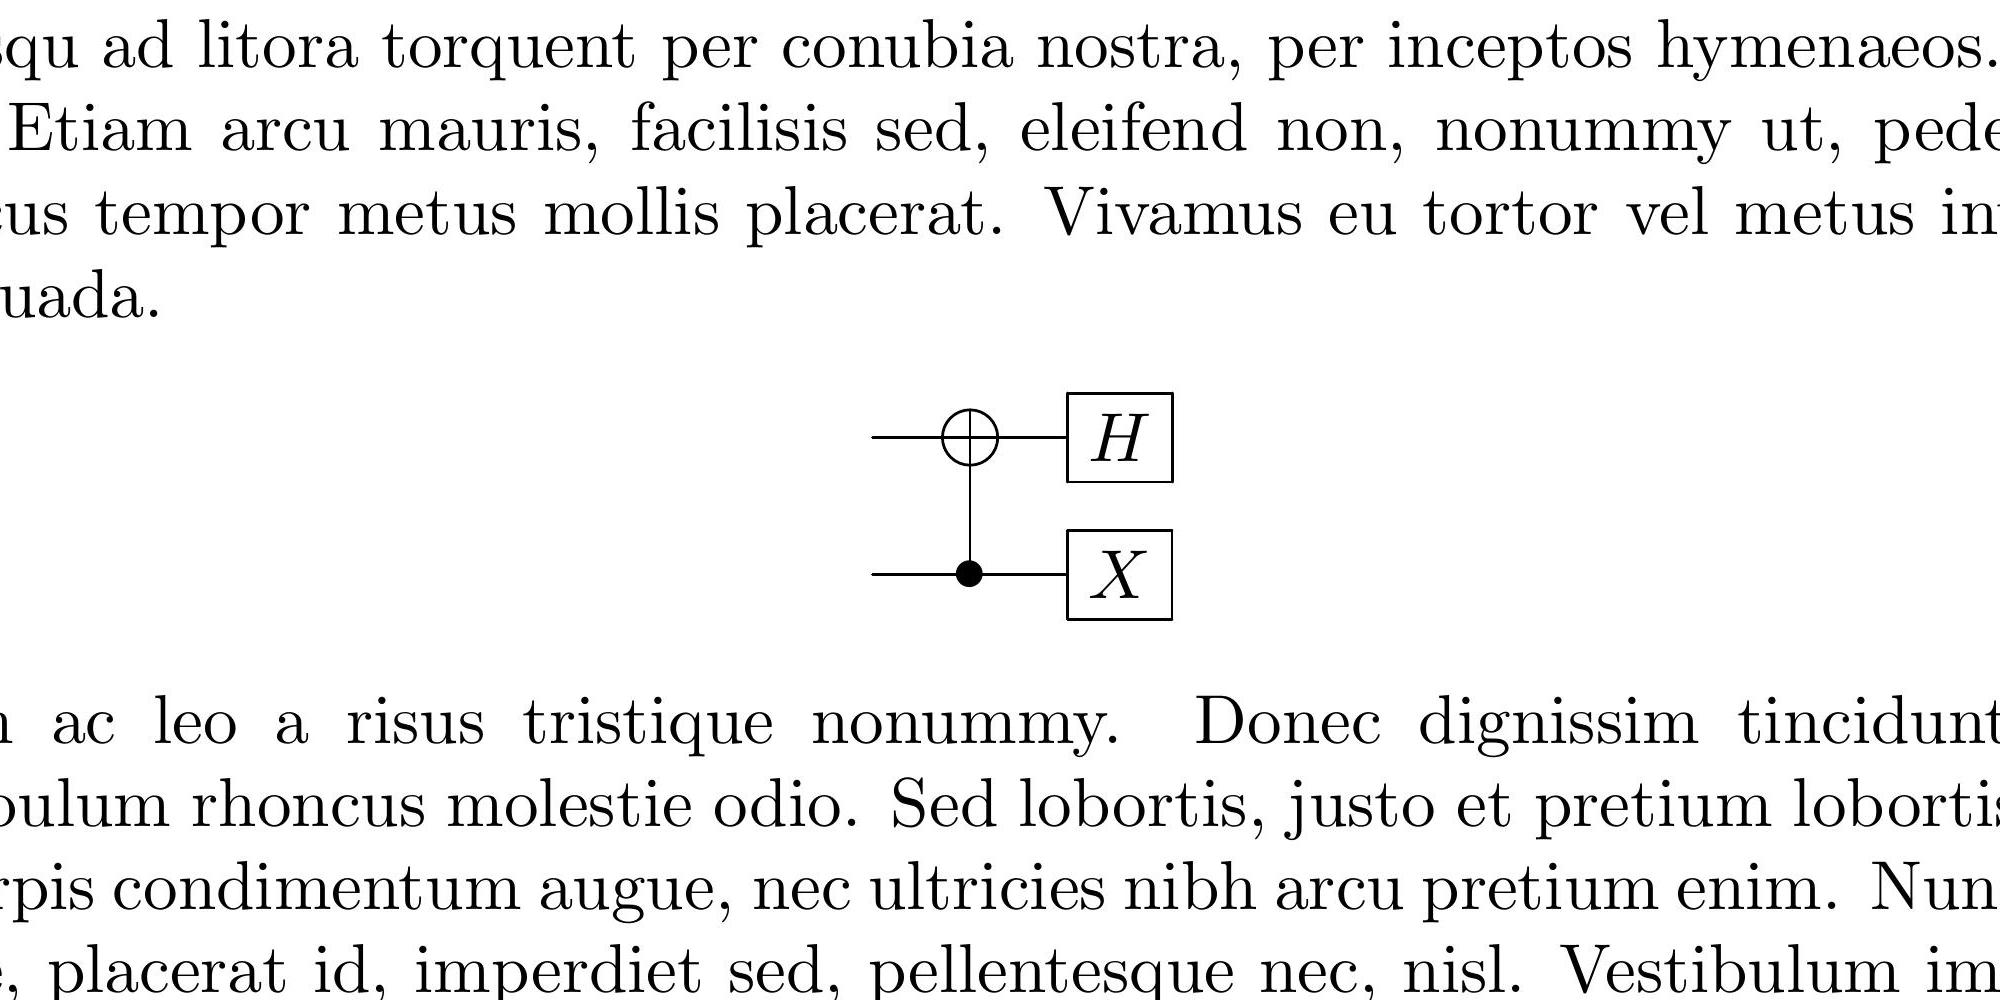 squ ad litora torquent per conubia nostra, per inceptos hymenaeos.
Etiam arcu mauris, facilisis sed, eleifend non, nonummy ut, pede
cus tempor metus mollis placerat. Vivamus eu tortor vel metus in
uada.
H
X
ac leo a risus tristique nonummy. Donec dignissim tincidunt
bulum rhoncus molestie odio. Sed lobortis, justo et pretium lobortis
rpis condimentum augue, nec ultricies nibh arcu pretium enim. Nun
, placerat id, imperdiet sed, pellentesque nec, nisl. Vestibulum im